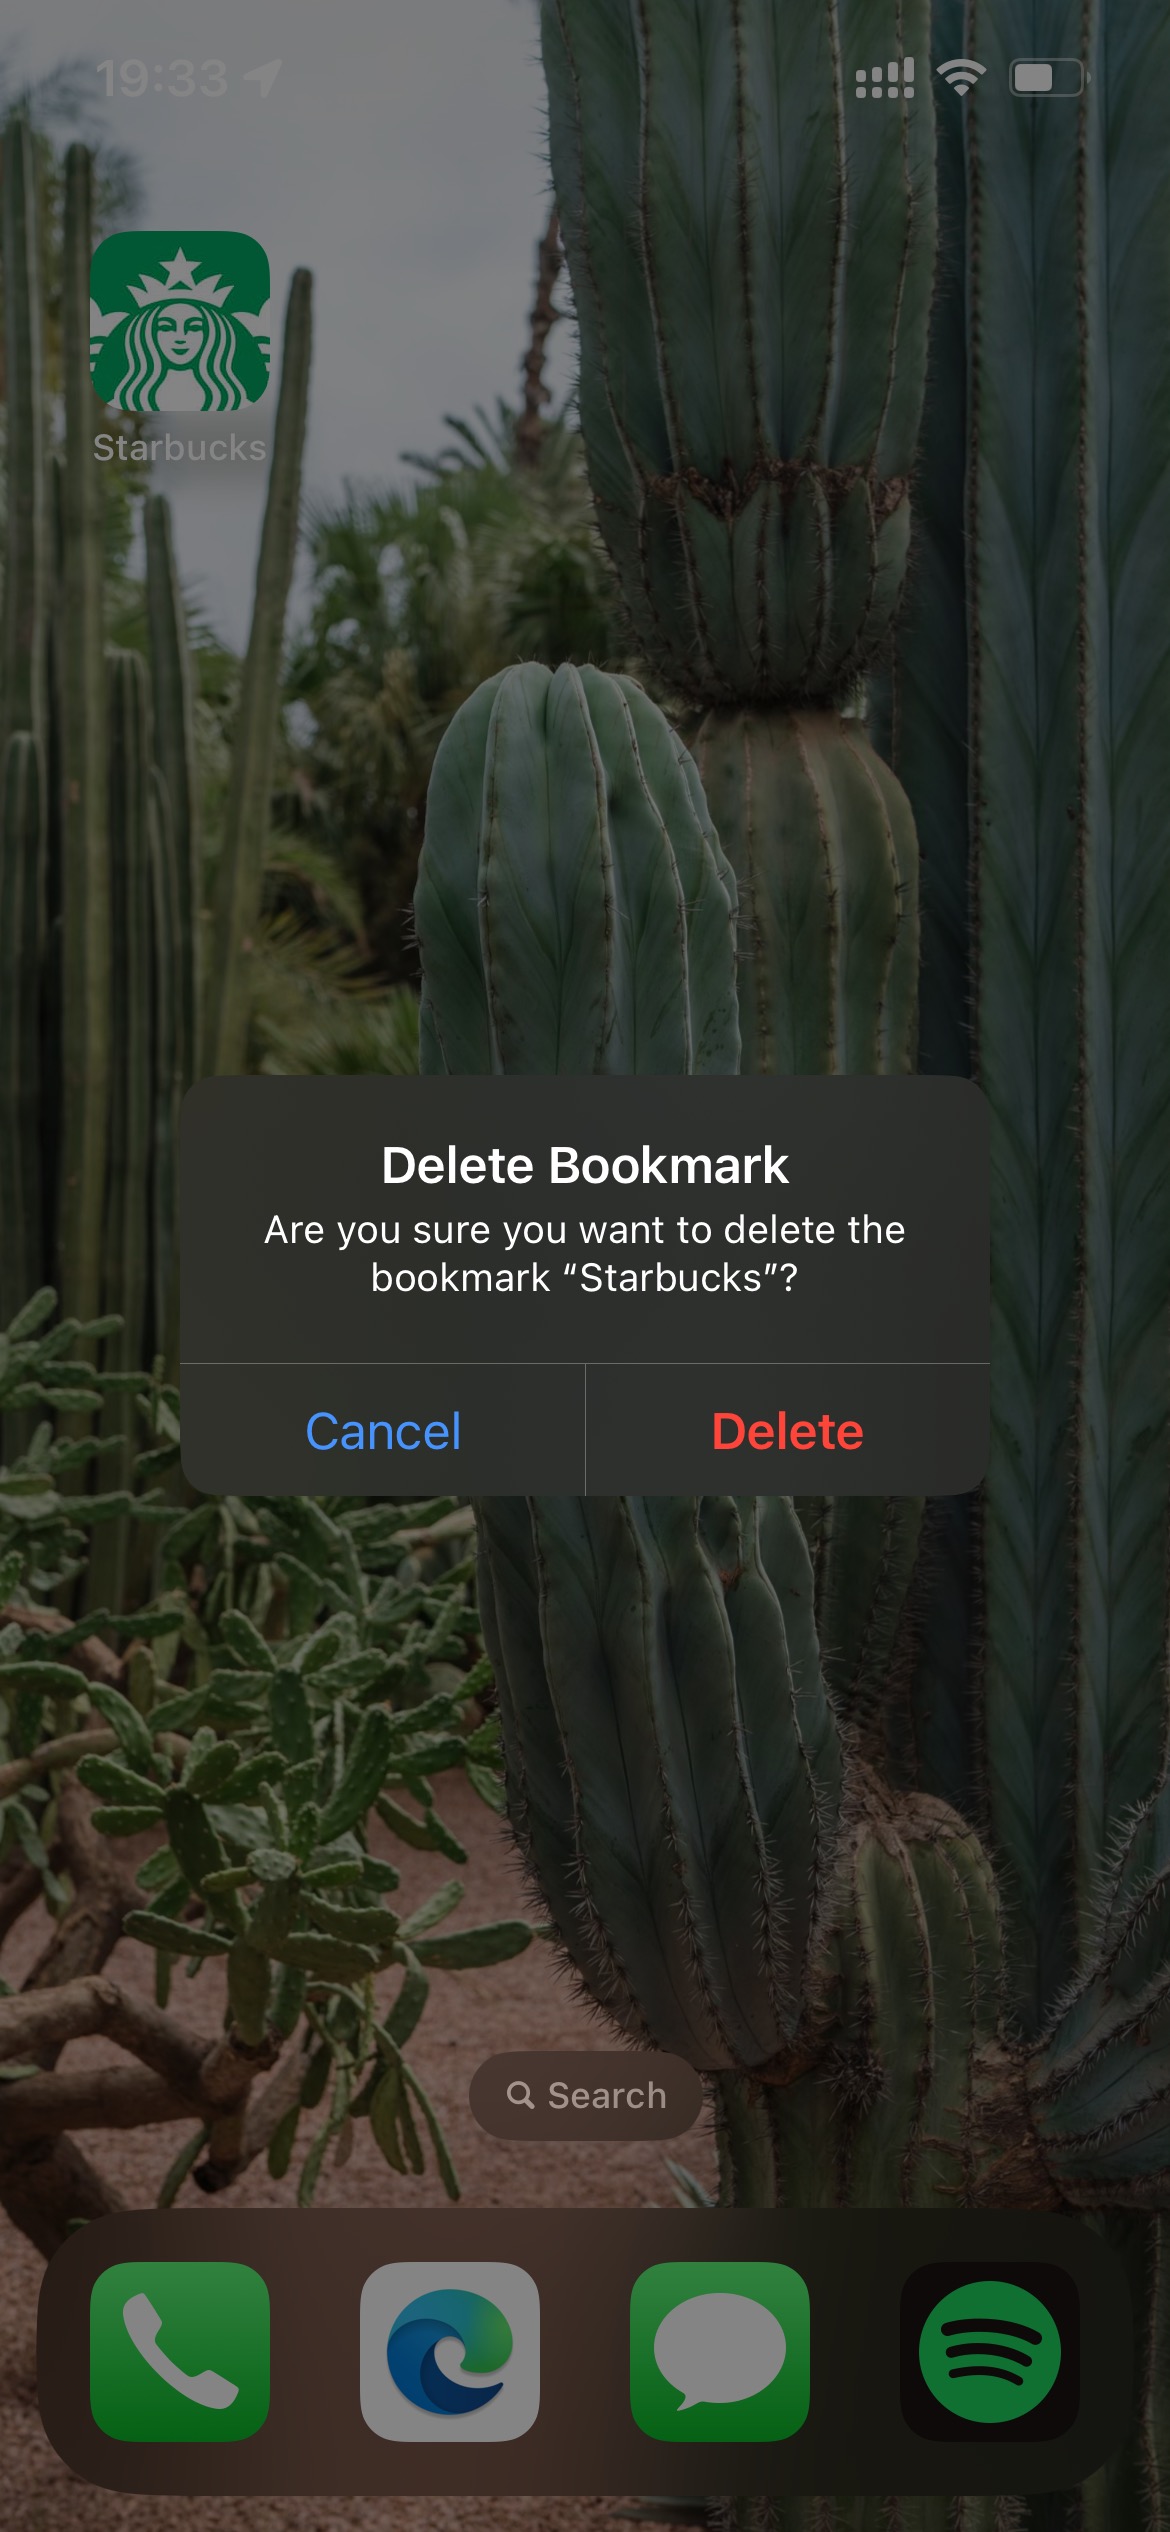 19:33
Starbucks
Delete Bookmark
Are you sure you want to delete the
bookmark “Starbucks”?
Cancel
Delete
Search